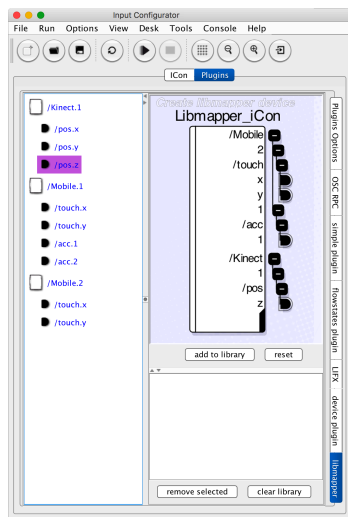 Input Configurator
File Run Options View Desk Tools Console Help
ICon Plugins
/Kinect.1
/pos.x
/pos.y
/pos.z
/Mobile.1
/touch.x
/touch.y
/acc.1
/acc.2
/Mobile.2
/touch.x
/touch.y
Create libmapper device
Libmapper_iCon
/Mobile
2
/touch
x
y
1
/acc
1
/Kinect
1
/pos
z
add to library reset
remove selected clear library
Plugins Options
OSC RPC
simple plugin
flowstates plugin
LIFX
device plugin
libmapper